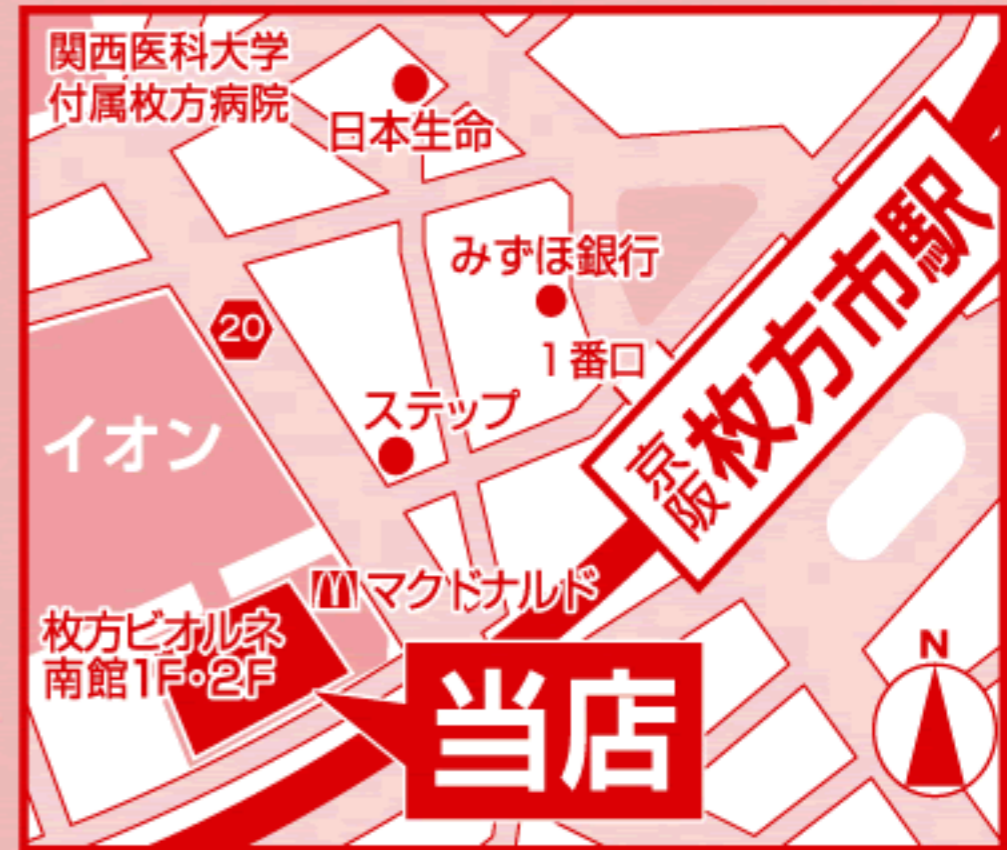 関西医科大学
付属枚方病院
日本生命
みずほ銀行
20
1番口
ステップ
イオン
京阪 枚方市駅
マクドナルド
枚方ビオルネ
南館1F・2F
当店
N